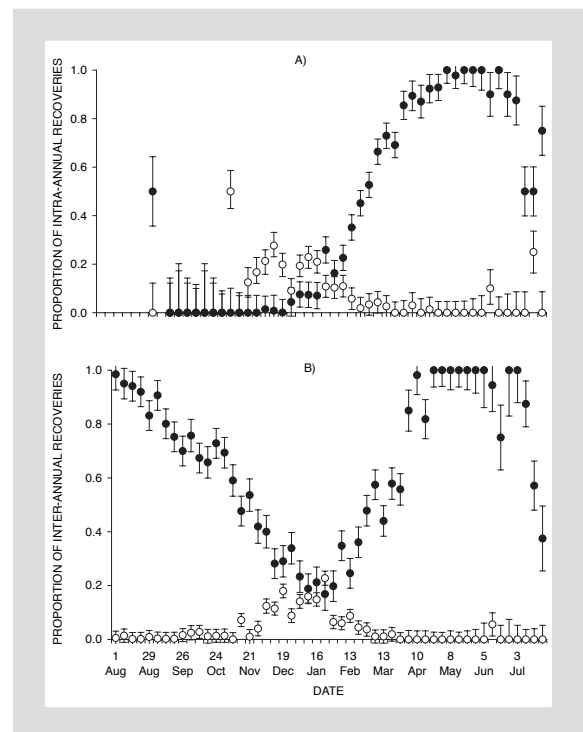 A)
PROPORTION OF INTRA-ANNUAL RECOVERIES
1.0
0.8
0.6
0.4
0.2
0.0
B)
PROPORTION OF INTER-ANNUAL RECOVERIES
1.0
0.8
0.6
0.4
0.2
0.0
1 29 26 24 21 19 16 13 13 10 8 5 3
Aug Aug Sep Oct Nov Dec Jan Feb Mar Apr May Jun Jul
DATE